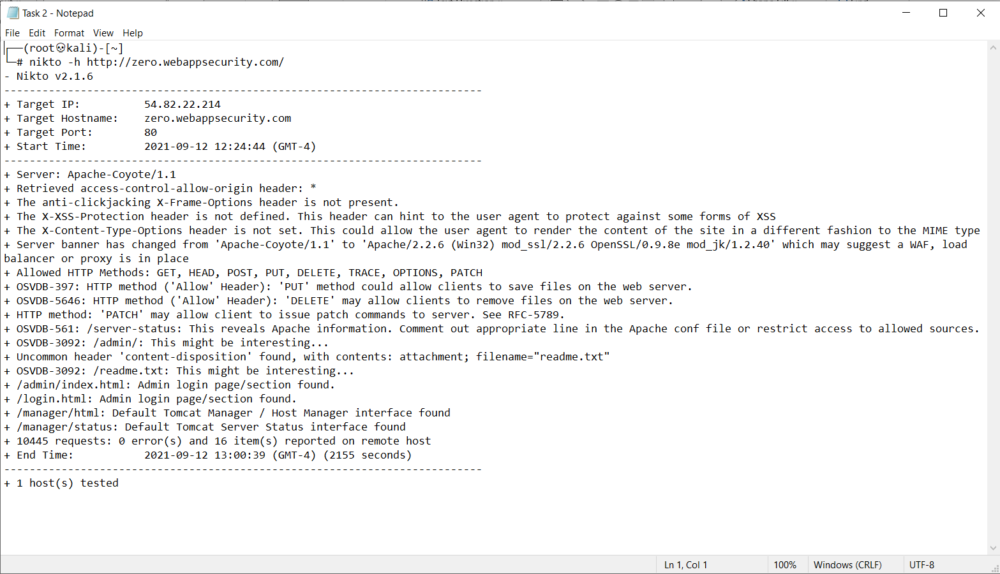 Task 2 - Notepad
File Edit Format View Help
┌──(root💀kali)-[~]
└─# nikto -h http://zero.webappsecurity.com/
- Nikto v2.1.6
---------------------------------------------------------------------------
+ Target IP:          54.82.22.214
+ Target Hostname:    zero.webappsecurity.com
+ Target Port:        80
+ Start Time:         2021-09-12 12:24:44 (GMT-4)
---------------------------------------------------------------------------
+ Server: Apache-Coyote/1.1
+ Retrieved access-control-allow-origin header: *
+ The anti-clickjacking X-Frame-Options header is not present.
+ The X-XSS-Protection header is not defined. This header can hint to the user agent to protect against some forms of XSS
+ The X-Content-Type-Options header is not set. This could allow the user agent to render the content of the site in a different fashion to the MIME type
+ Server banner has changed from 'Apache-Coyote/1.1' to 'Apache/2.2.6 (Win32) mod_ssl/2.2.6 OpenSSL/0.9.8e mod_jk/1.2.40' which may suggest a WAF, load
balancer or proxy is in place
+ Allowed HTTP Methods: GET, HEAD, POST, PUT, DELETE, TRACE, OPTIONS, PATCH
+ OSVDB-397: HTTP method ('Allow' Header): 'PUT' method could allow clients to save files on the web server.
+ OSVDB-5646: HTTP method ('Allow' Header): 'DELETE' may allow clients to remove files on the web server.
+ HTTP method: 'PATCH' may allow client to issue patch commands to server. See RFC-5789.
+ OSVDB-561: /server-status: This reveals Apache information. Comment out appropriate line in the Apache conf file or restrict access to allowed sources.
+ OSVDB-3092: /admin/: This might be interesting...
+ Uncommon header 'content-disposition' found, with contents: attachment; filename="readme.txt"
+ OSVDB-3092: /readme.txt: This might be interesting...
+ /admin/index.html: Admin login page/section found.
+ /login.html: Admin login page/section found.
+ /manager/html: Default Tomcat Manager / Host Manager interface found
+ /manager/status: Default Tomcat Server Status interface found
+ 10445 requests: 0 error(s) and 16 item(s) reported on remote host
+ End Time:           2021-09-12 13:00:39 (GMT-4) (2155 seconds)
---------------------------------------------------------------------------
+ 1 host(s) tested
Ln 1, Col 1 100% Windows (CRLF) UTF-8